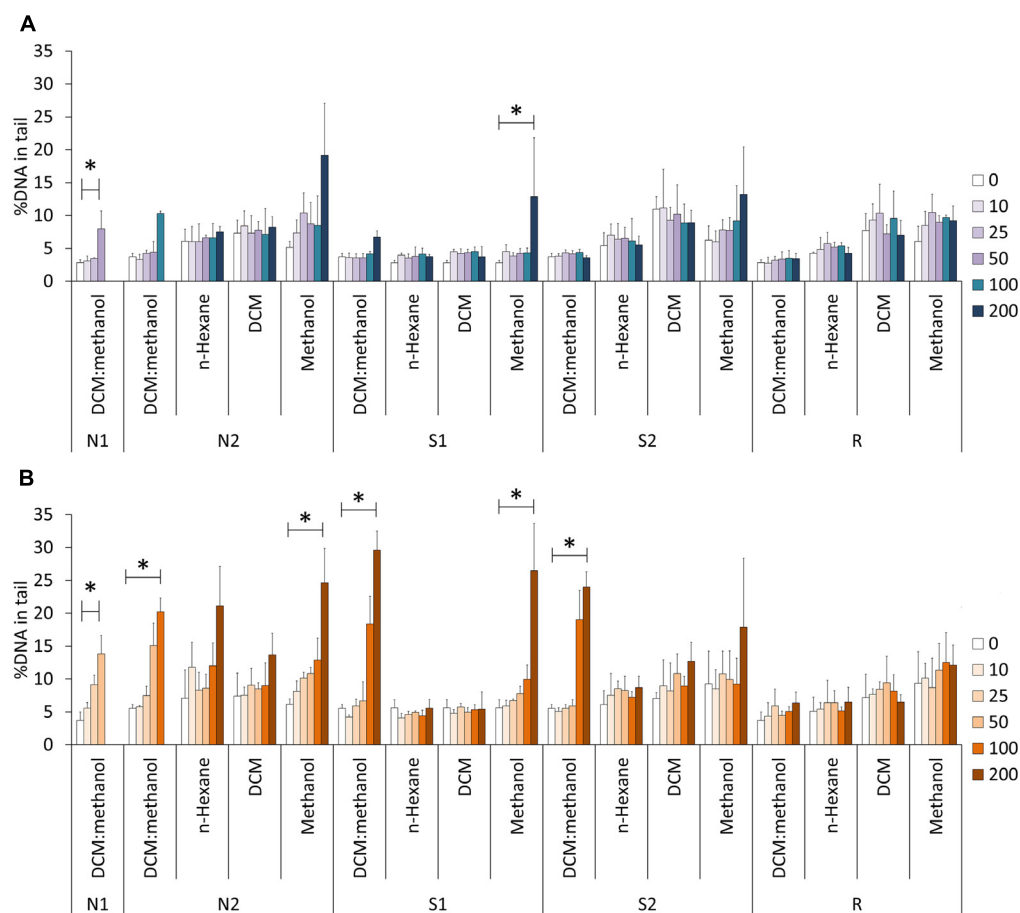 A
%DNA in tail
35
30
25
20
15
10
5
0
*
*
0
10
25
50
100
200
DCM:methanol
DCM:methanol
n-Hexane
DCM
Methanol
DCM:methanol
n-Hexane
DCM
Methanol
DCM:methanol
n-Hexane
DCM
Methanol
DCM:methanol
n-Hexane
DCM
Methanol
N1 N2 S1 S2 R
B
%DNA in tail
35
30
25
20
15
10
5
0
*
*
*
*
*
*
0
10
25
50
100
200
DCM:methanol
DCM:methanol
n-Hexane
DCM
Methanol
DCM:methanol
n-Hexane
DCM
Methanol
DCM:methanol
n-Hexane
DCM
Methanol
DCM:methanol
n-Hexane
DCM
Methanol
N1 N2 S1 S2 R